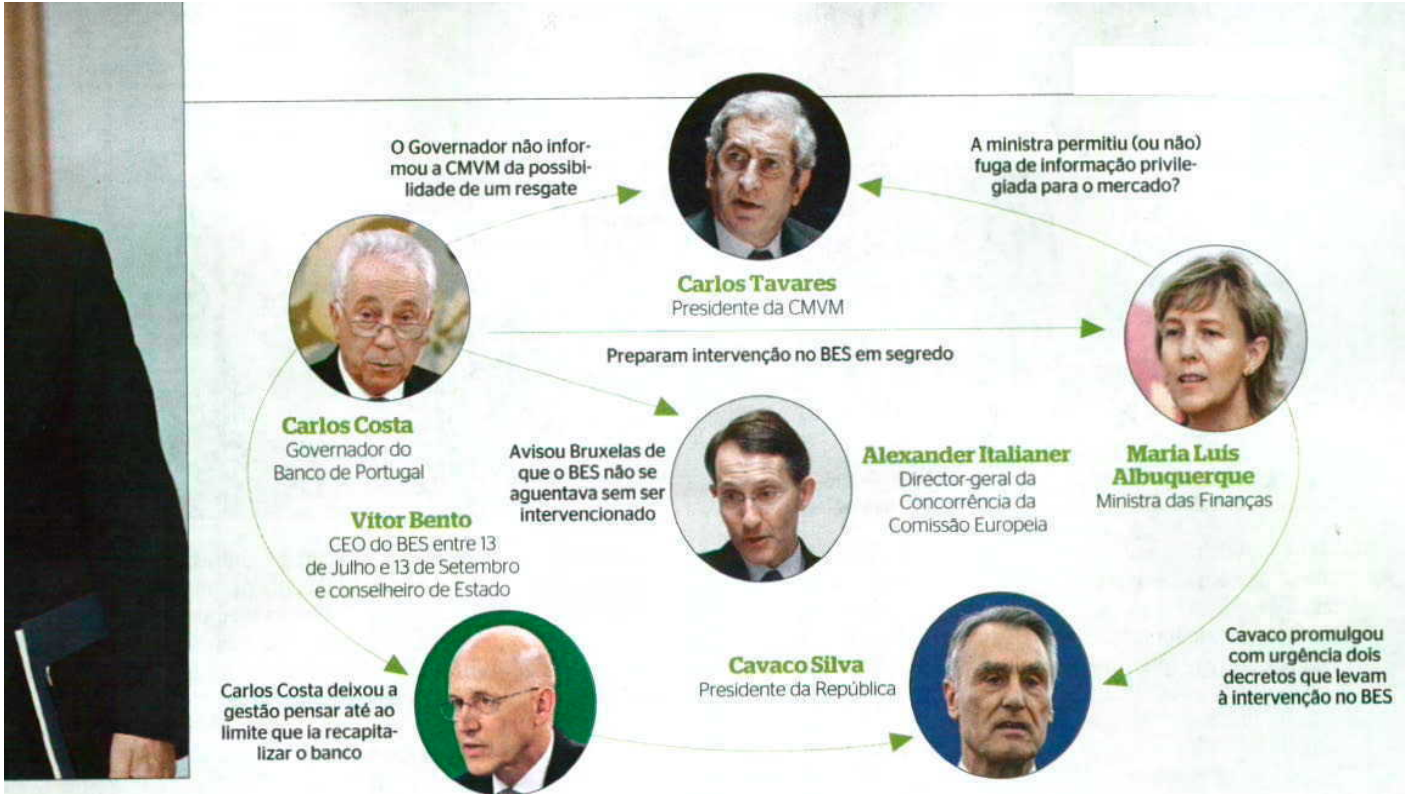 O Governador não infor-
mou a CMVM da possibi-
lidade de um resgate
A ministra permitiu (ou não)
fuga de informação privile-
giada para o mercado?
Carlos Tavares
Presidente da CMVM
Preparam intervenção no BES em segredo
Carlos Costa
Governador do
Banco de Portugal
Avisou Bruxelas de
que o BES não se
aguentava sem ser
intervencionado
Alexander Italianer
Director-geral da
Concorrência da
Comissão Europeia
Maria Luís
Albuquerque
Ministra das Finanças
Vítor Bento
CEO do BES entre 13
de Julho e 13 de Setembro
e conselheiro de Estado
Carlos Costa deixou a
gestão pensar até ao
limite que ia recapita-
lizar o banco
Cavaco Silva
Presidente da República
Cavaco promulgou
com urgência dois
decretos que levam
à intervenção no BES